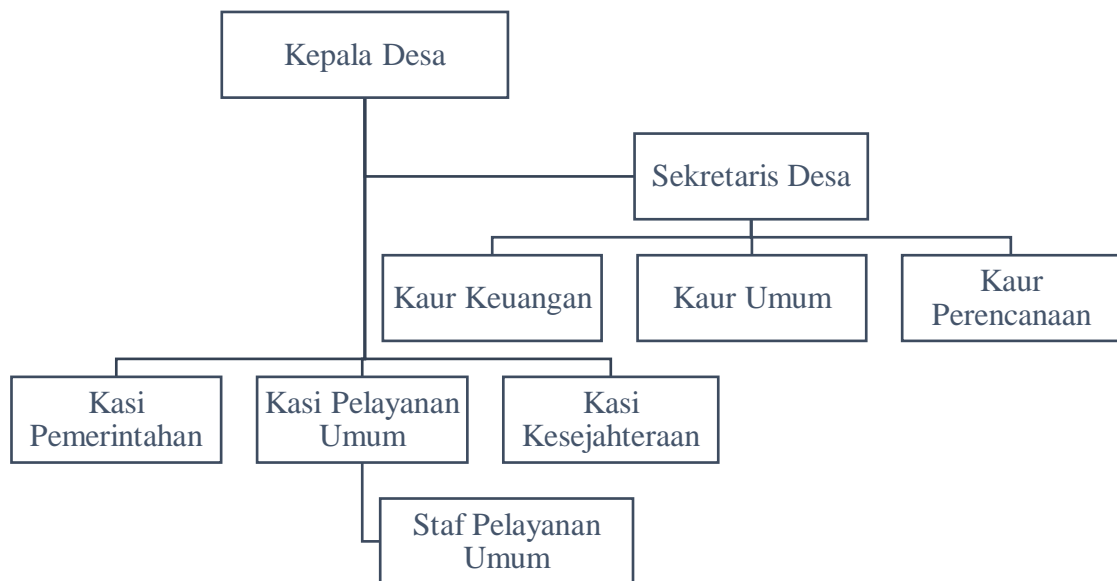 Kepala Desa
Sekretaris Desa
Kaur Keuangan
Kaur Umum
Kaur
Perencanaan
Kasi
Pemerintahan
Kasi Pelayanan
Umum
Kasi
Kesejahteraan
Staf Pelayanan
Umum